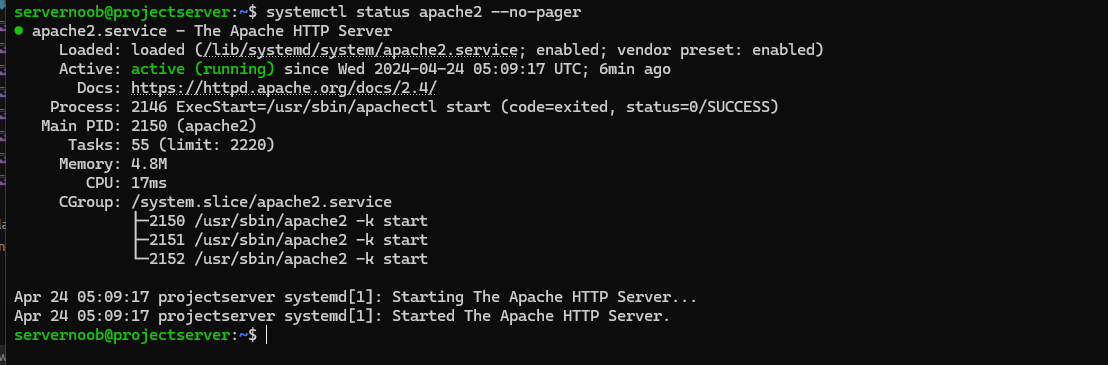 servernoob@projectserver:~$ systemctl status apache2 --no-pager
● apache2.service - The Apache HTTP Server
     Loaded: loaded (/lib/systemd/system/apache2.service; enabled; vendor preset: enabled)
     Active: active (running) since Wed 2024-04-24 05:09:17 UTC; 6min ago
       Docs: https://httpd.apache.org/docs/2.4/
    Process: 2146 ExecStart=/usr/sbin/apachectl start (code=exited, status=0/SUCCESS)
   Main PID: 2150 (apache2)
      Tasks: 55 (limit: 2220)
     Memory: 4.8M
        CPU: 17ms
     CGroup: /system.slice/apache2.service
             ├─2150 /usr/sbin/apache2 -k start
             ├─2151 /usr/sbin/apache2 -k start
             └─2152 /usr/sbin/apache2 -k start

Apr 24 05:09:17 projectserver systemd[1]: Starting The Apache HTTP Server...
Apr 24 05:09:17 projectserver systemd[1]: Started The Apache HTTP Server.
servernoob@projectserver:~$